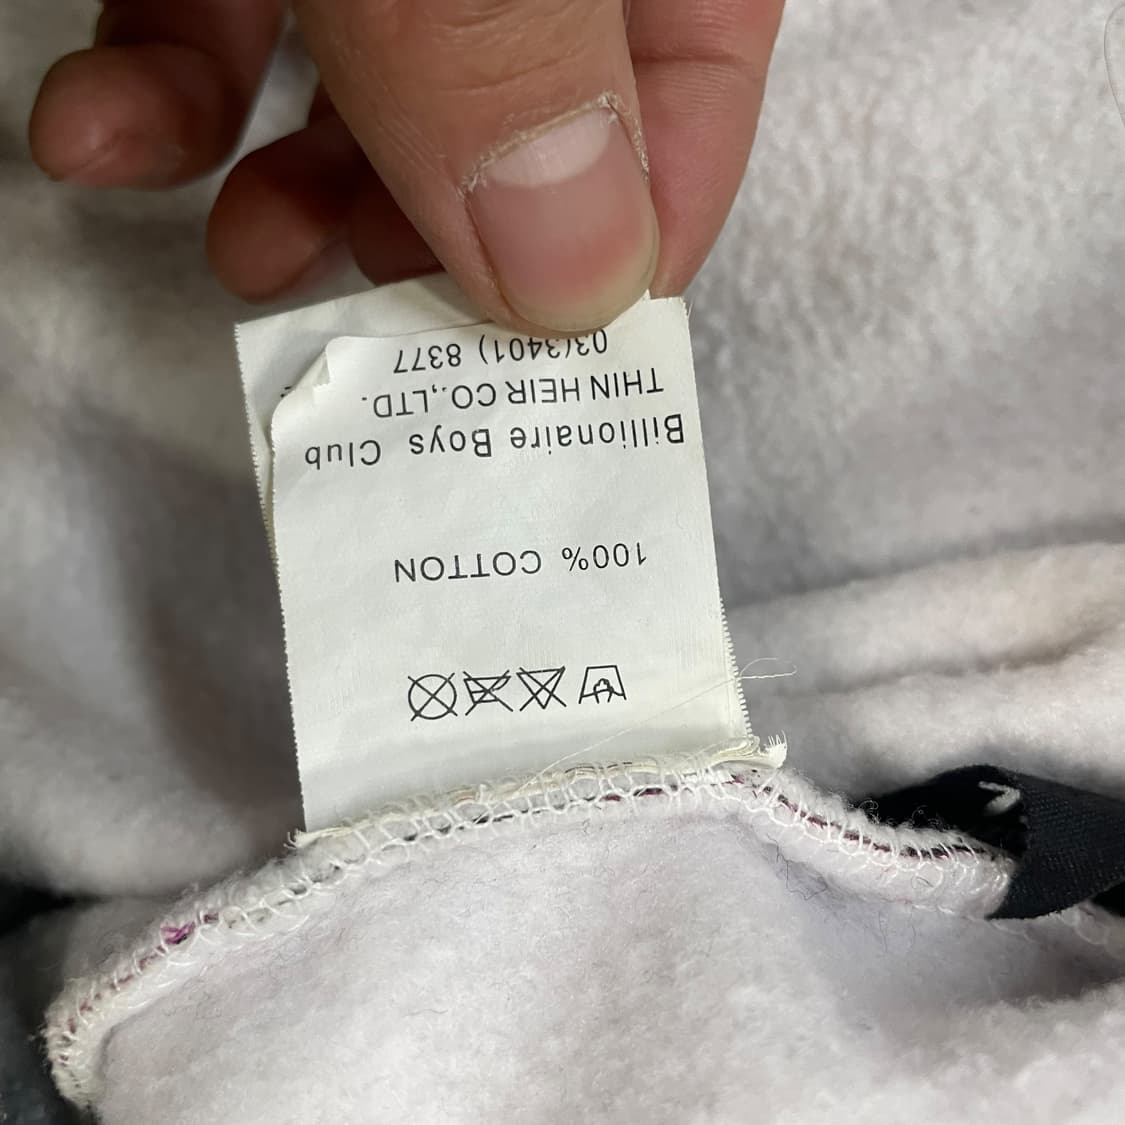 100% COTTON
Billionaire Boys Club
THIN HEIR CO.,LTD.
03(3401) 8377